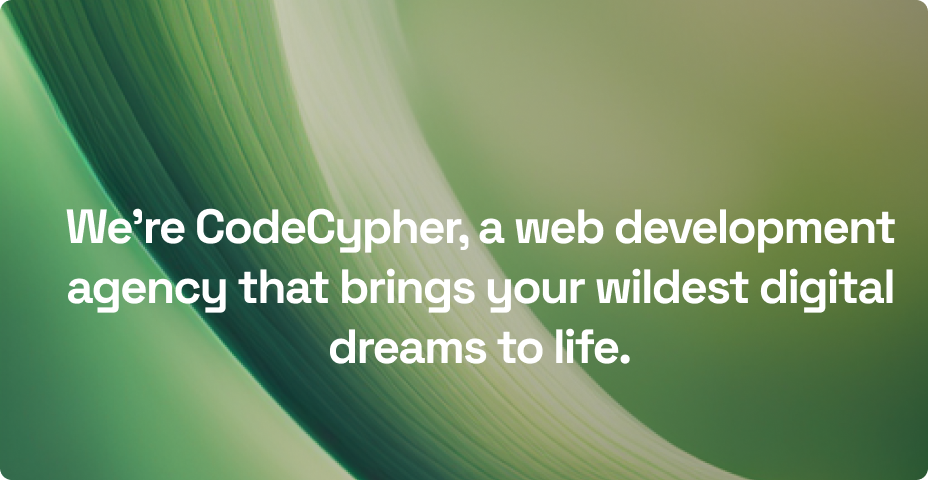 We’re CodeCypher, a web development
agency that brings your wildest digital
dreams to life.